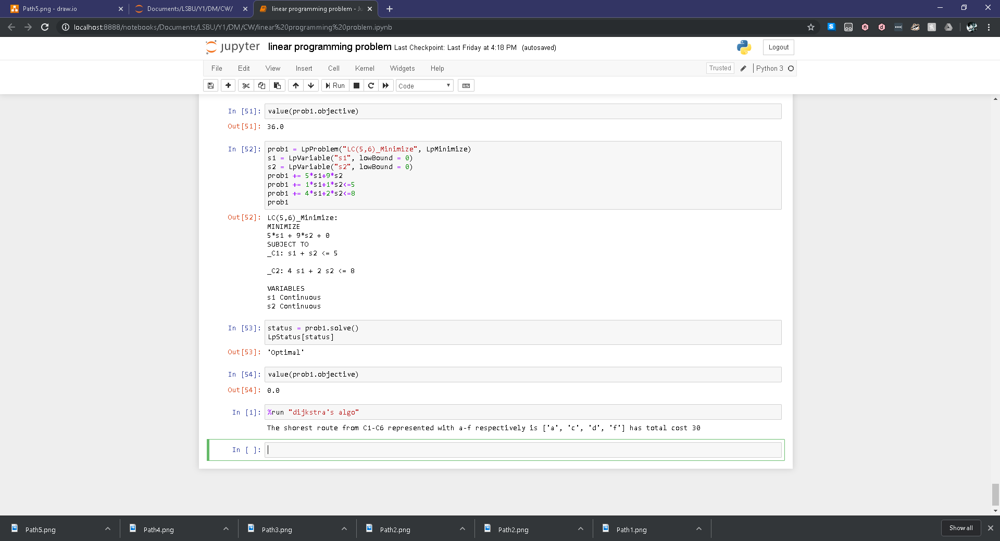 Path5.png - draw.io
Documents/LSBU/Y1/DM/CW/
linear programming problem - Ju
localhost:8888/notebooks/Documents/LSBU/Y1/DM/CW/linear%20programming%20problem.ipynb
jupyter linear programming problem Last Checkpoint: Last Friday at 4:18 PM (autosaved)
Logout
File Edit View Insert Cell Kernel Widgets Help
Trusted Python 3
Run Code
In [51]: value(prob1.objective)
Out[51]: 36.0
In [52]: prob1 = LpProblem("LC(5,6)_Minimize", LpMinimize)
s1 = LpVariable("s1", lowBound = 0)
s2 = LpVariable("s2", lowBound = 0)
prob1 += 5*s1+9*s2
prob1 += 1*s1+1*s2<=5
prob1 += 4*s1+2*s2<=8
prob1
Out[52]: LC(5,6)_Minimize:
MINIMIZE
5*s1 + 9*s2 + 0
SUBJECT TO
_C1: s1 + s2 <= 5
_C2: 4 s1 + 2 s2 <= 8
VARIABLES
s1 Continuous
s2 Continuous
In [53]: status = prob1.solve()
LpStatus[status]
Out[53]: 'Optimal'
In [54]: value(prob1.objective)
Out[54]: 0.0
In [1]: %run "dijkstra's algo"
The shorest route from C1-C6 represented with a-f respectively is ['a', 'c', 'd', 'f'] has total cost 30
In [ ]:
Path5.png
Path4.png
Path3.png
Path2.png
Path2.png
Path1.png
Show all